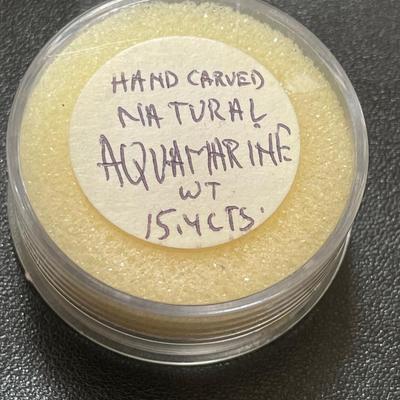 HAND CARVED
NATURAL
AQUAMARINE
WT
15.4CTS.